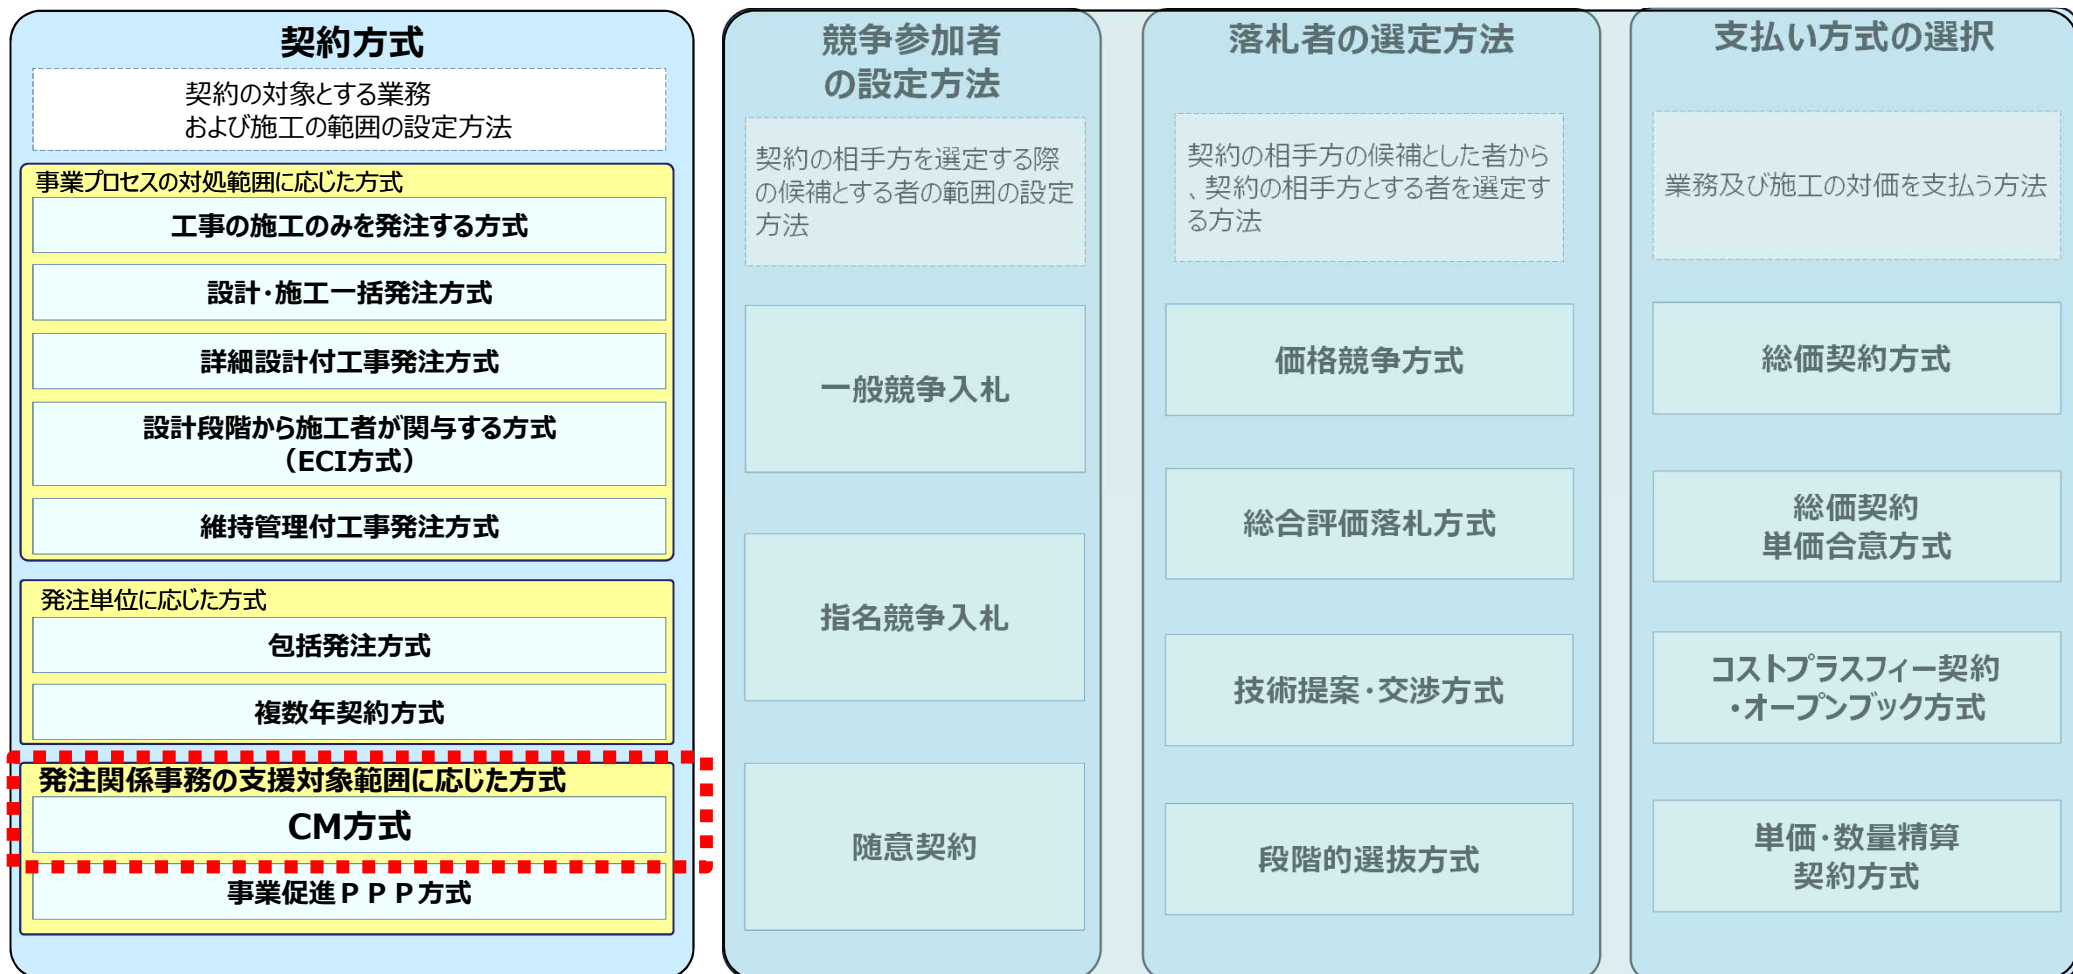 契約方式
契約の対象とする業務
および施工の範囲の設定方法
事業プロセスの対処範囲に応じた方式
工事の施工のみを発注する方式
設計・施工一括発注方式
詳細設計付工事発注方式
設計段階から施工者が関与する方式
（ECI方式）
維持管理付工事発注方式
発注単位に応じた方式
包括発注方式
複数年契約方式
発注関係事務の支援対象範囲に応じた方式
CM方式
事業促進ＰＰＰ方式
競争参加者
の設定方法
契約の相手方を選定する際
の候補とする者の範囲の設定
方法
一般競争入札
指名競争入札
随意契約
落札者の選定方法
契約の相手方の候補とした者から
、契約の相手方とする者を選定す
る方法
価格競争方式
総合評価落札方式
技術提案・交渉方式
段階的選抜方式
支払い方式の選択
業務及び施工の対価を支払う方法
総価契約方式
総価契約
単価合意方式
コストプラスフィー契約
・オープンブック方式
単価・数量精算
契約方式